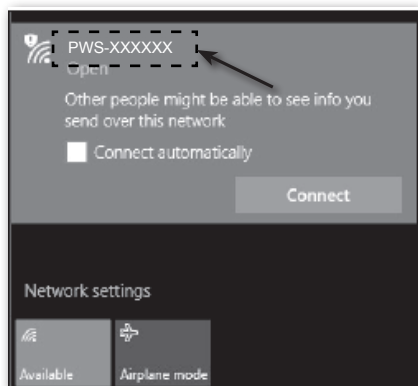 PWS-XXXXXX
Open
Other people might be able to see info you
send over this network
Connect automatically
Connect
Network settings
Available
Airplane mode